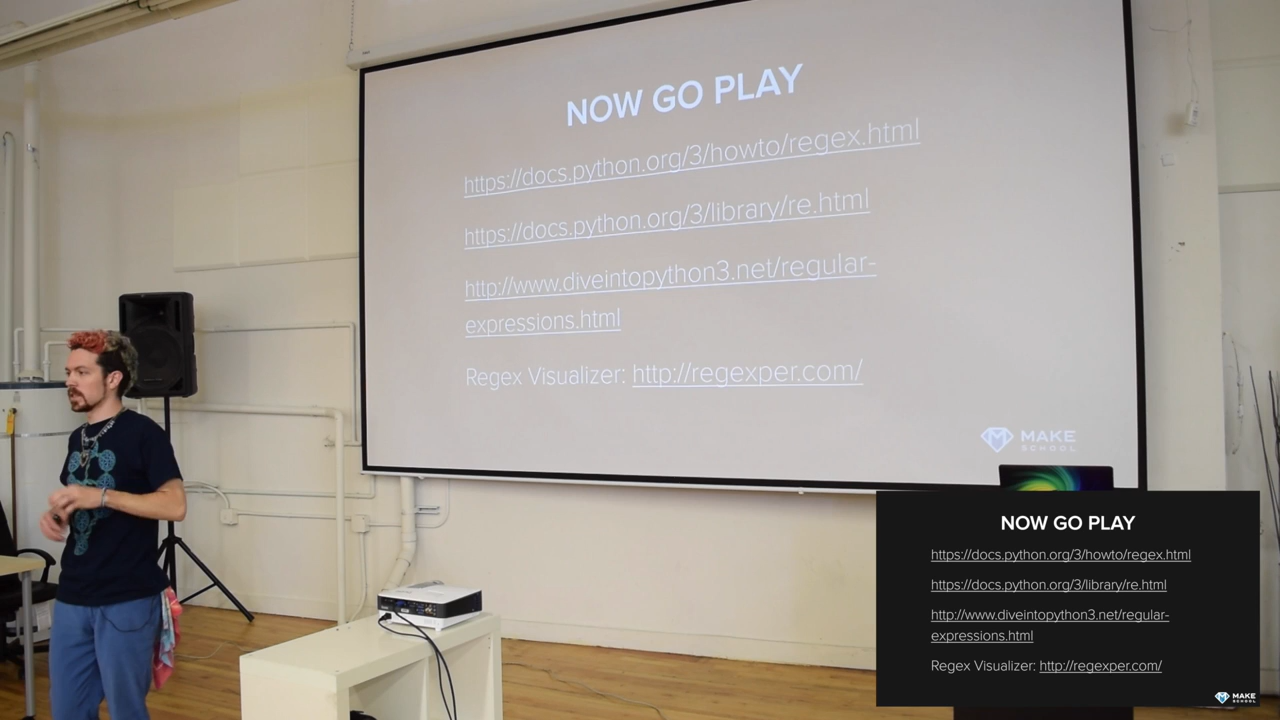 NOW GO PLAY
https://docs.python.org/3/howto/regex.html
https://docs.python.org/3/library/re.html
http://www.diveintopython3.net/regular-
expressions.html
Regex Visualizer: http://regexper.com/
MAKE
SCHOOL
NOW GO PLAY
https://docs.python.org/3/howto/regex.html
https://docs.python.org/3/library/re.html
http://www.diveintopython3.net/regular-
expressions.html
Regex Visualizer: http://regexper.com/
MAKE
SCHOOL